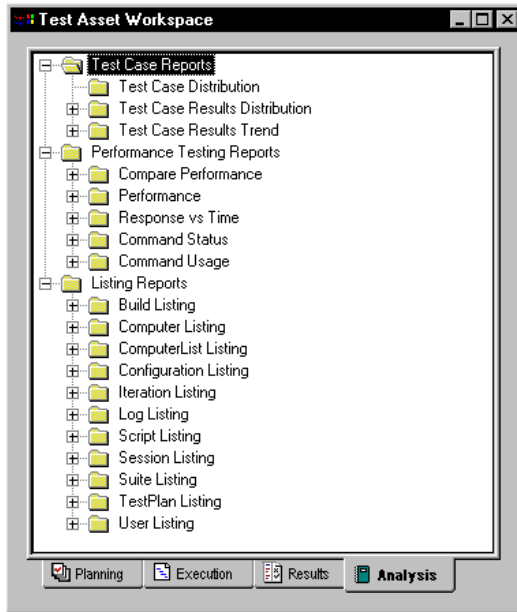 Test Asset Workspace
Test Case Reports
Test Case Distribution
Test Case Results Distribution
Test Case Results Trend
Performance Testing Reports
Compare Performance
Performance
Response vs Time
Command Status
Command Usage
Listing Reports
Build Listing
Computer Listing
ComputerList Listing
Configuration Listing
Iteration Listing
Log Listing
Script Listing
Session Listing
Suite Listing
TestPlan Listing
User Listing
Planning Execution Results Analysis